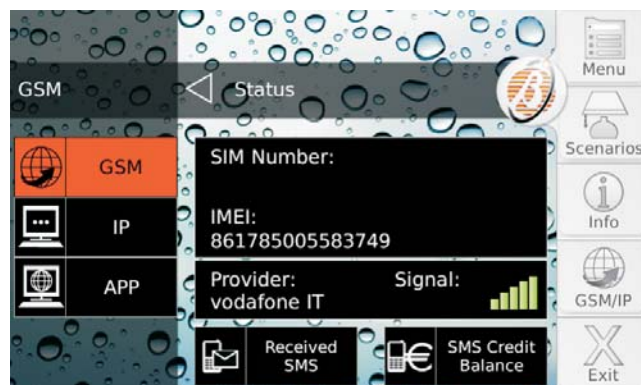 GSM
Status
GSM
IP
APP
SIM Number:
IMEI:
861785005583749
Provider:
vodafone IT
Signal:
Received
SMS
SMS Credit
Balance
Menu
Scenarios
Info
GSM/IP
Exit